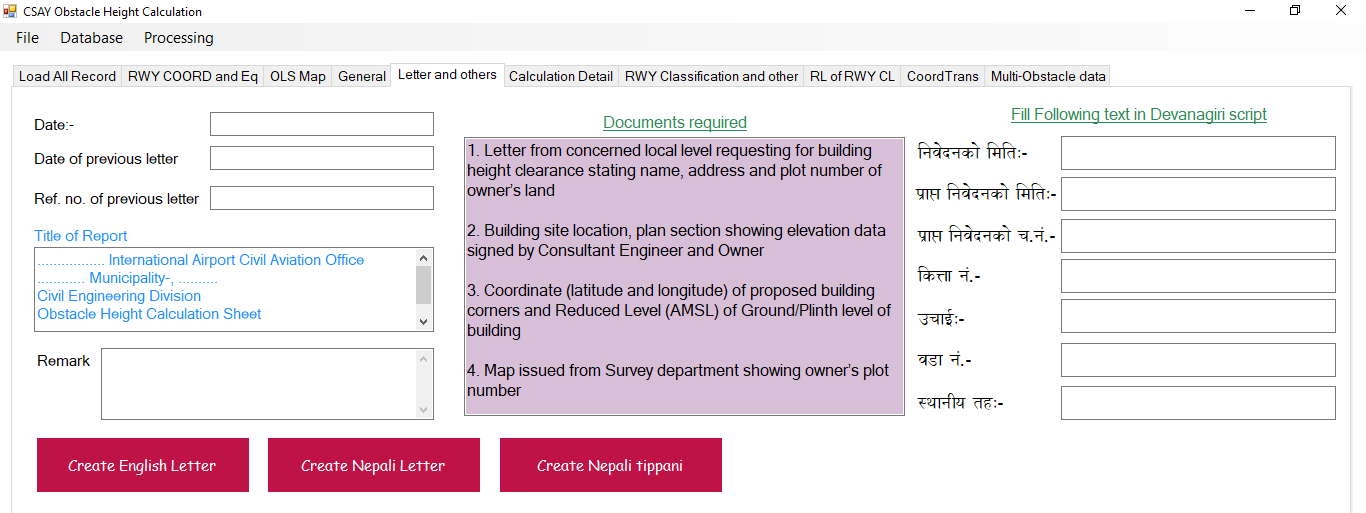 CSAY Obstacle Height Calculation
File Database Processing
Load All Record RWY COORD and Eq OLS Map General Letter and others Calculation Detail RWY Classification and other RL of RWY CL CoordTrans Multi-Obstacle data
Date:-
Date of previous letter
Ref. no. of previous letter
Title of Report
................. International Airport Civil Aviation Office
............ Municipality-, ..........
Civil Engineering Division
Obstacle Height Calculation Sheet
Remark
Documents required
1. Letter from concerned local level requesting for building
height clearance stating name, address and plot number of
owner's land
2. Building site location, plan section showing elevation data
signed by Consultant Engineer and Owner
3. Coordinate (latitude and longitude) of proposed building
corners and Reduced Level (AMSL) of Ground/Plinth level of
building
4. Map issued from Survey department showing owner's plot
number
Fill Following text in Devanagiri script
निवेदनको मितिः-
प्राप्त निवेदनको मितिः-
प्राप्त निवेदनको च.नं.-
कित्ता नं.-
उचाईः-
वडा नं.-
स्थानीय तहः-
Create English Letter
Create Nepali Letter
Create Nepali tippani